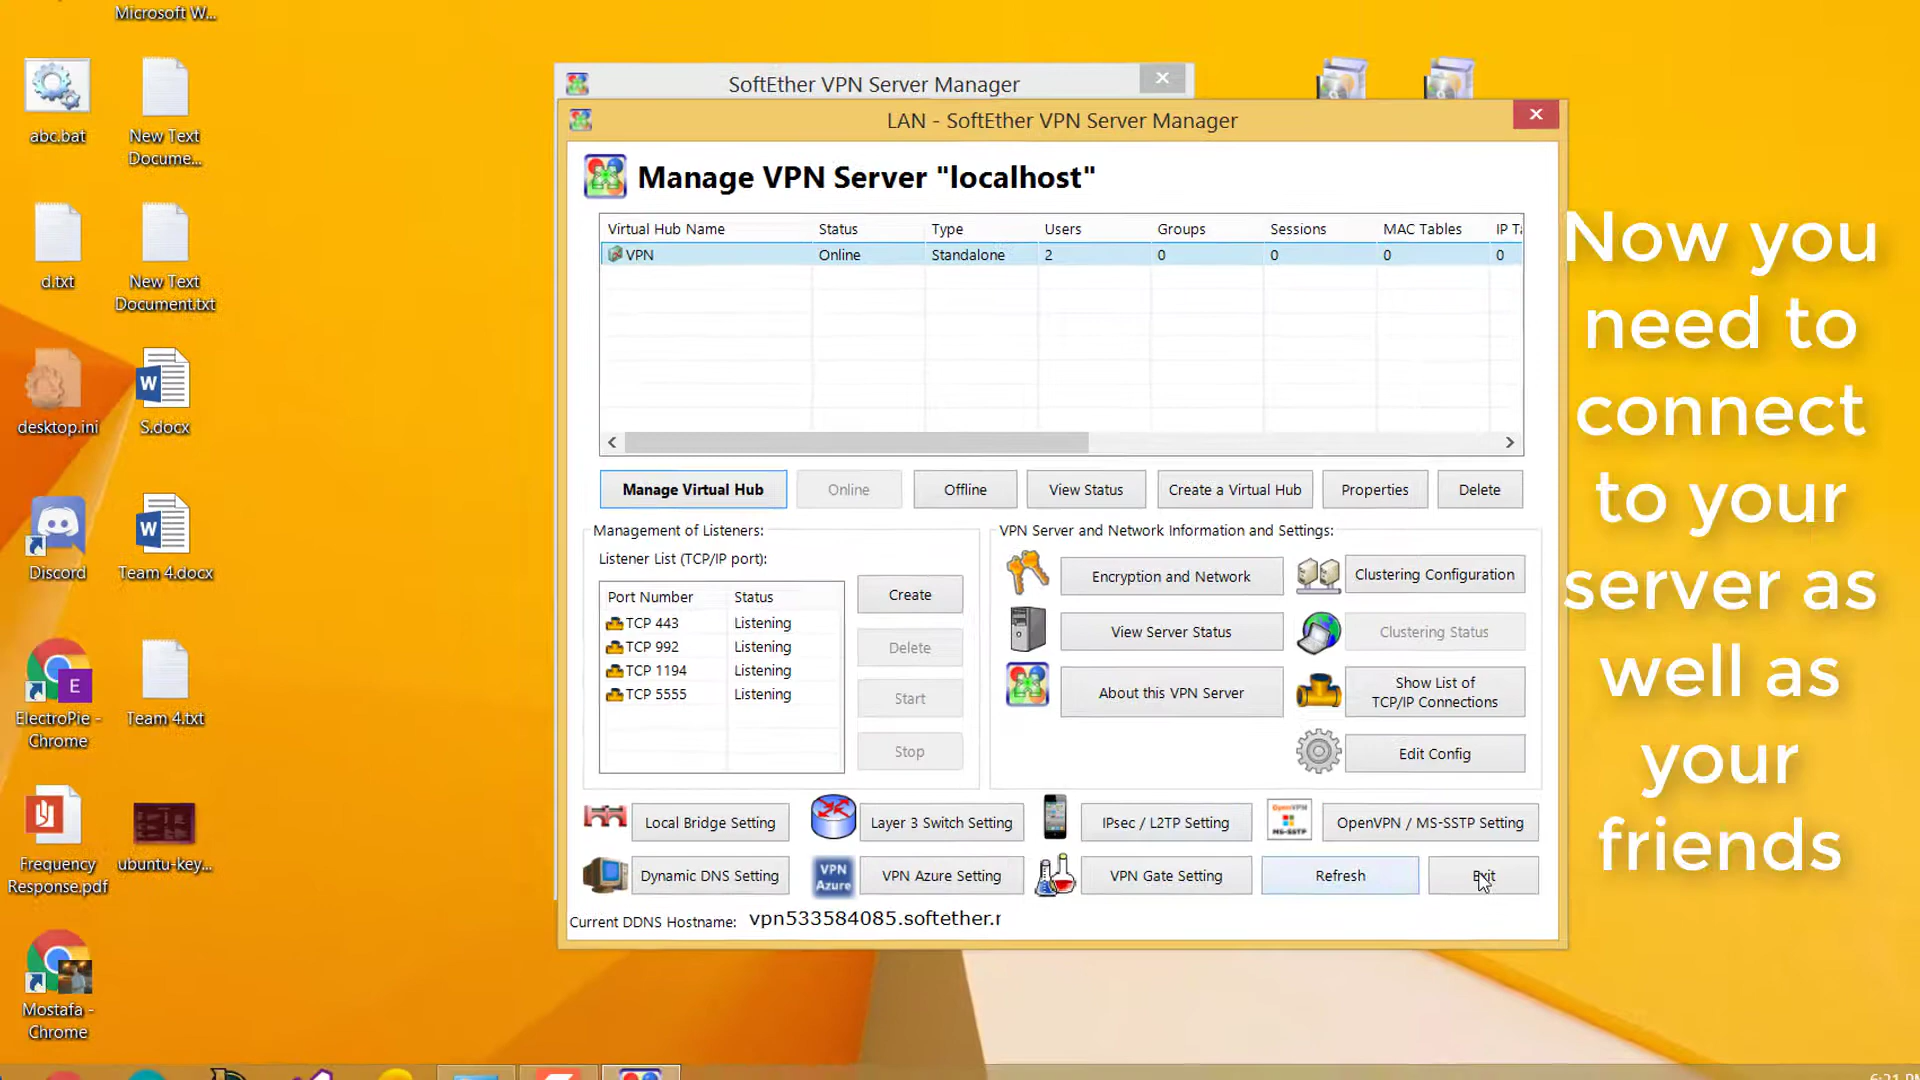 Microsoft W...
abc.bat
New Text
Docume...
d.txt
New Text
Document.txt
desktop.ini
S.docx
Discord
Team 4.docx
E
ElectroPie -
Chrome
Team 4.txt
Frequency
Response.pdf
ubuntu-key...
Mostafa -
Chrome
SoftEther VPN Server Manager
LAN - SoftEther VPN Server Manager
Manage VPN Server "localhost"
Virtual Hub Name Status Type Users Groups Sessions MAC Tables IP T
VPN Online Standalone 2 0 0 0 0
Manage Virtual Hub Online Offline View Status Create a Virtual Hub Properties Delete
Management of Listeners:
Listener List (TCP/IP port):
Port Number Status
TCP 443 Listening
TCP 992 Listening
TCP 1194 Listening
TCP 5555 Listening
Create
Delete
Start
Stop
VPN Server and Network Information and Settings:
Encryption and Network Clustering Configuration
View Server Status Clustering Status
About this VPN Server Show List of
TCP/IP Connections
Edit Config
Local Bridge Setting Layer 3 Switch Setting IPsec / L2TP Setting OpenVPN MS-SSTP OpenVPN / MS-SSTP Setting
Dynamic DNS Setting VPN Azure VPN Azure Setting VPN Gate Setting Refresh Exit
Current DDNS Hostname: vpn533584085.softether.r
Now you
need to
connect
to your
server as
well as
your
friends